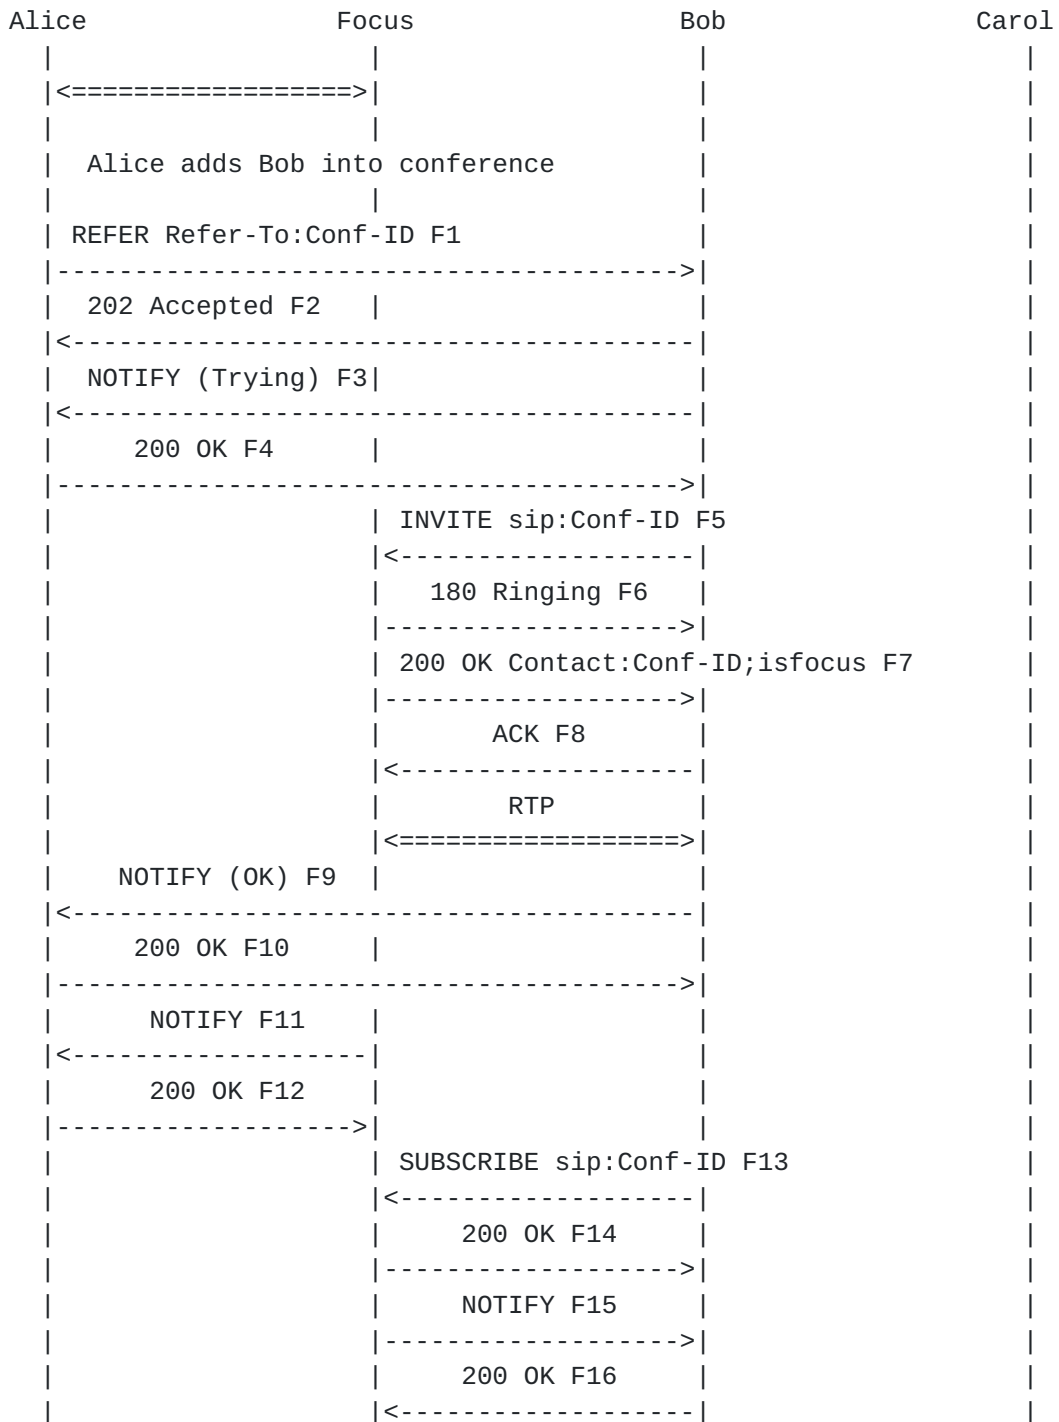 Alice                Focus                 Bob                Carol
  |                    |                    |                    |
  |<==================>|                    |                    |
  |                    |                    |                    |
  |  Alice adds Bob into conference         |                    |
  |                    |                    |                    |
  | REFER Refer-To:Conf-ID F1               |                    |
  |---------------------------------------->|                    |
  |  202 Accepted F2   |                    |                    |
  |<----------------------------------------|                    |
  |  NOTIFY (Trying) F3|                    |                    |
  |<----------------------------------------|                    |
  |     200 OK F4      |                    |                    |
  |---------------------------------------->|                    |
  |                    | INVITE sip:Conf-ID F5                   |
  |                    |<-------------------|                    |
  |                    |   180 Ringing F6   |                    |
  |                    |------------------->|                    |
  |                    | 200 OK Contact:Conf-ID;isfocus F7       |
  |                    |------------------->|                    |
  |                    |       ACK F8       |                    |
  |                    |<-------------------|                    |
  |                    |        RTP         |                    |
  |                    |<==================>|                    |
  |    NOTIFY (OK) F9  |                    |                    |
  |<----------------------------------------|                    |
  |     200 OK F10     |                    |                    |
  |---------------------------------------->|                    |
  |      NOTIFY F11    |                    |                    |
  |<-------------------|                    |                    |
  |      200 OK F12    |                    |                    |
  |------------------->|                    |                    |
  |                    | SUBSCRIBE sip:Conf-ID F13               |
  |                    |<-------------------|                    |
  |                    |     200 OK F14     |                    |
  |                    |------------------->|                    |
  |                    |     NOTIFY F15     |                    |
  |                    |------------------->|                    |
  |                    |     200 OK F16     |                    |
  |                    |<-------------------|                    |